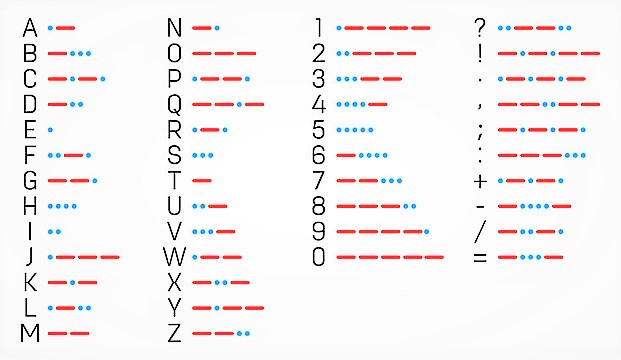 A ·–
B –···
C –·–·
D –··
E ·
F ··–·
G ––·
H ····
I ··
J ·–––
K –·–
L ·–··
M ––
N –·
O –––
P ·––·
Q ––·–
R ·–·
S ···
T –
U ··–
V ···–
W ·––
X –··–
Y –·––
Z ––··
1 ·––––
2 ··–––
3 ···––
4 ····–
5 ·····
6 –····
7 ––···
8 –––··
9 ––––·
0 –––––
? ··––··
! –·–·––
. ·–·–·–
, ––··––
; –·–·–·
: –––···
+ ·–·–·
- –····–
/ –··–·
= –···–